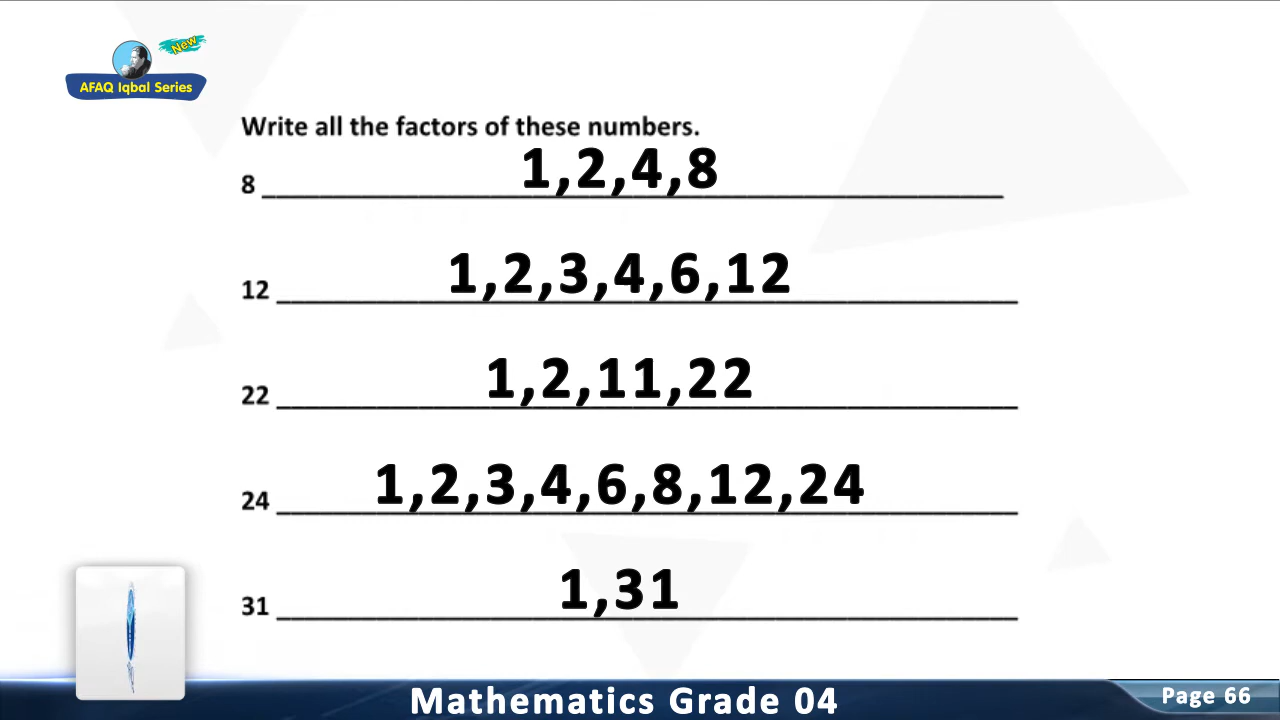 New
AFAQ Iqbal Series
Write all the factors of these numbers.
8 1,2,4,8
12 1,2,3,4,6,12
22 1,2,11,22
24 1,2,3,4,6,8,12,24
31 1,31
Mathematics Grade 04
Page 66